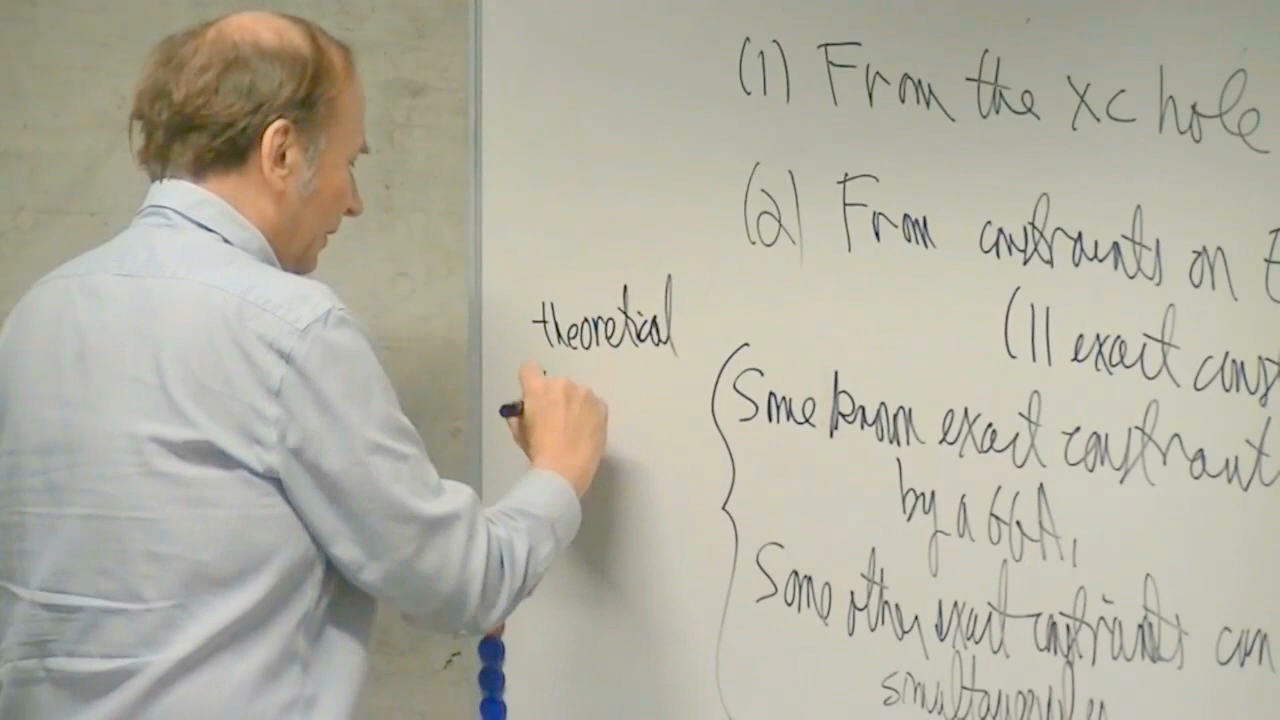 (1) From the xc hole
(2) From constraints on E
(11 exact const
theoretical
Some known exact constraint
by a GGA,
Some other exact constraints can
simultaneously